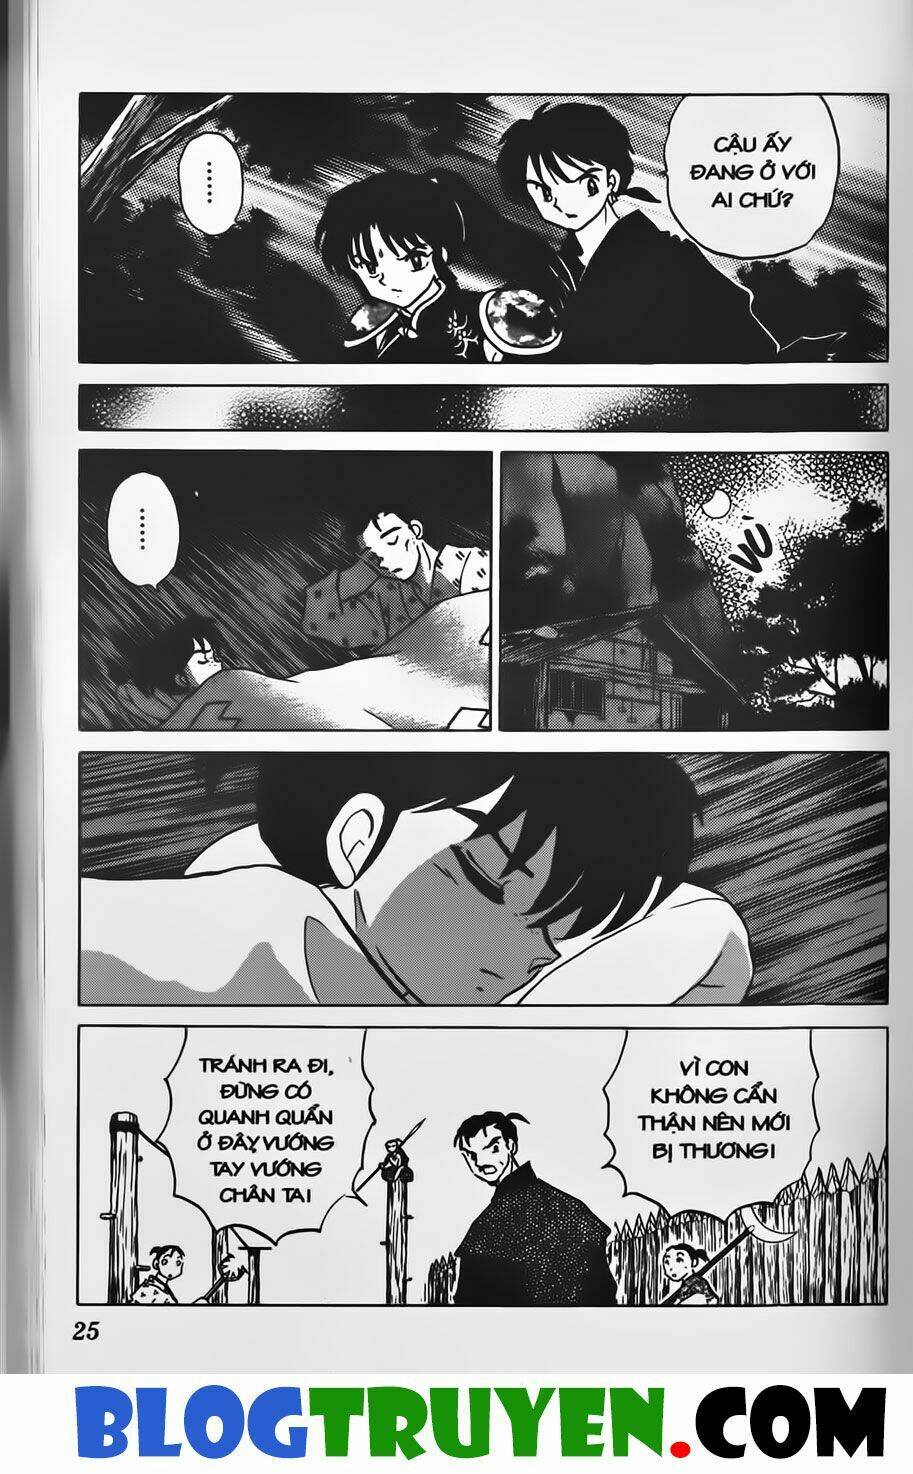 CẬU ẤY
ĐANG Ở VỚI
AI CHỨ?
......
VÙ
......
VÌ CON
KHÔNG CẨN
THẬN NÊN MỚI
BỊ THƯƠNG!
TRÁNH RA ĐI,
ĐỪNG CÓ
QUANH QUẨN
Ở ĐÂY, VƯỚNG
TAY VƯỚNG
CHÂN TA!
25
BLOGTRUYEN.COM